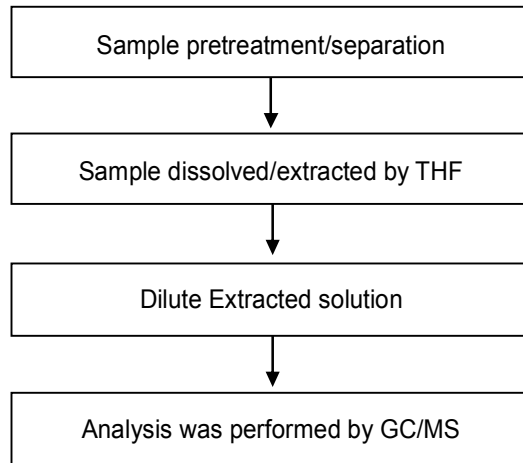 Sample pretreatment/separation
Sample dissolved/extracted by THF
Dilute Extracted solution
Analysis was performed by GC/MS